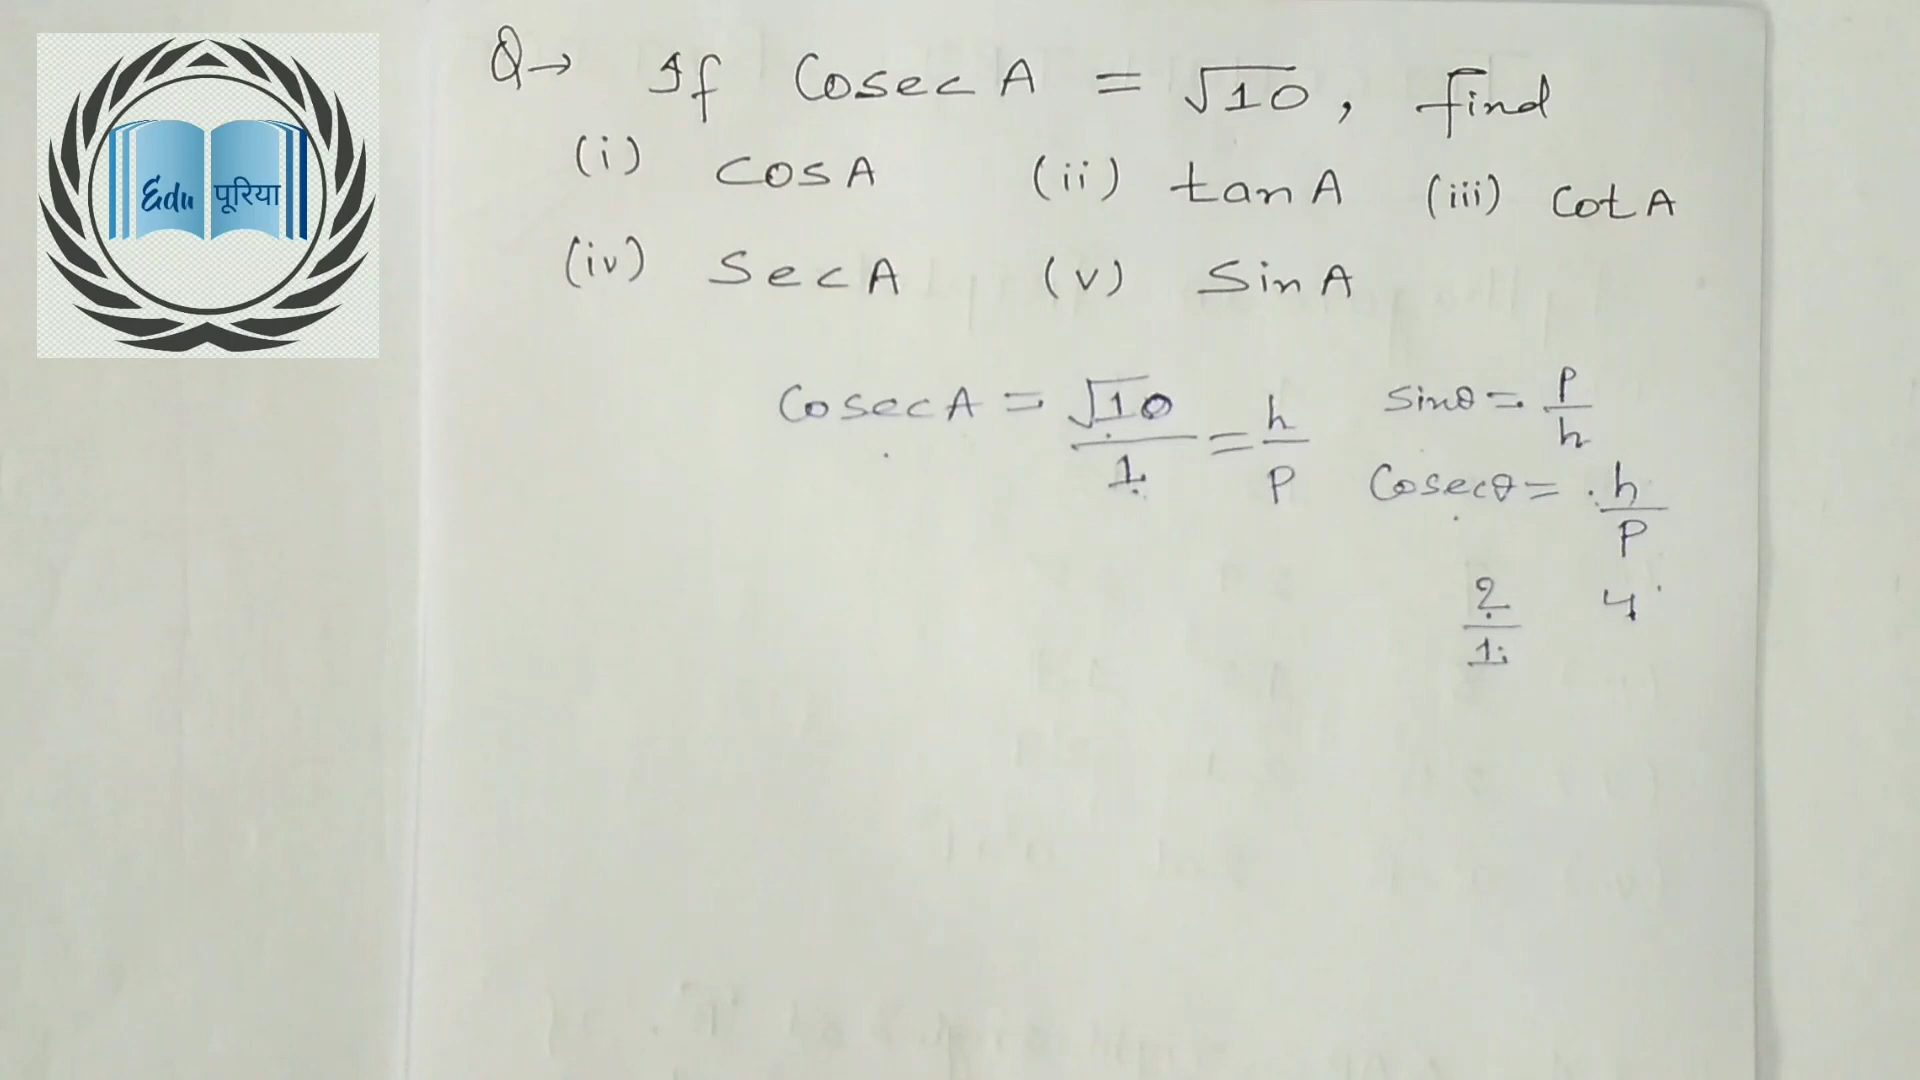 Edu पूरिया
Q→ If Cosec A = √10, find
(i) cosA (ii) tan A (iii) Cot A
(iv) Sec A (v) Sin A
Cosec A = √10/1 = h/P
Sinθ = P/h
Cosecθ = h/P
2/1 4